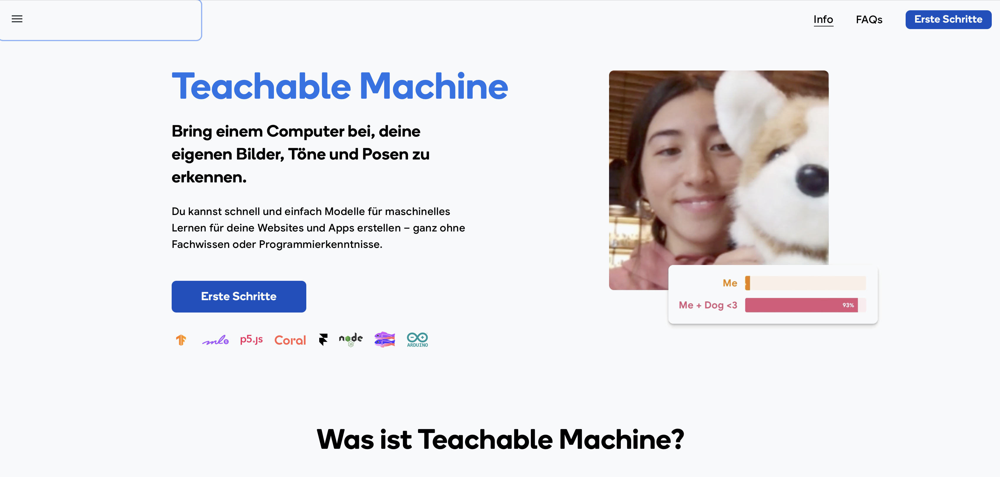 Info
FAQs
Erste Schritte
Teachable Machine
Bring einem Computer bei, deine
eigenen Bilder, Töne und Posen zu
erkennen.
Du kannst schnell und einfach Modelle für maschinelles
Lernen für deine Websites und Apps erstellen – ganz ohne
Fachwissen oder Programmierkenntnisse.
Erste Schritte
ml5
p5*js
Coral
node
JS
ARDUINO
Me
Me + Dog <3
93%
Was ist Teachable Machine?